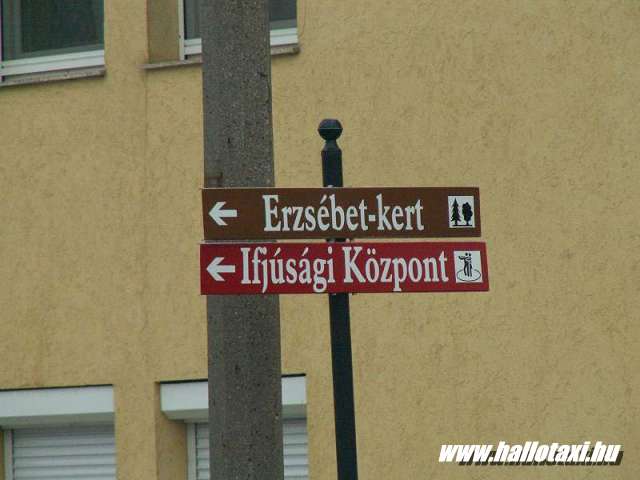 Erzsébet-kert
Ifjúsági Központ
www.hallotaxi.hu